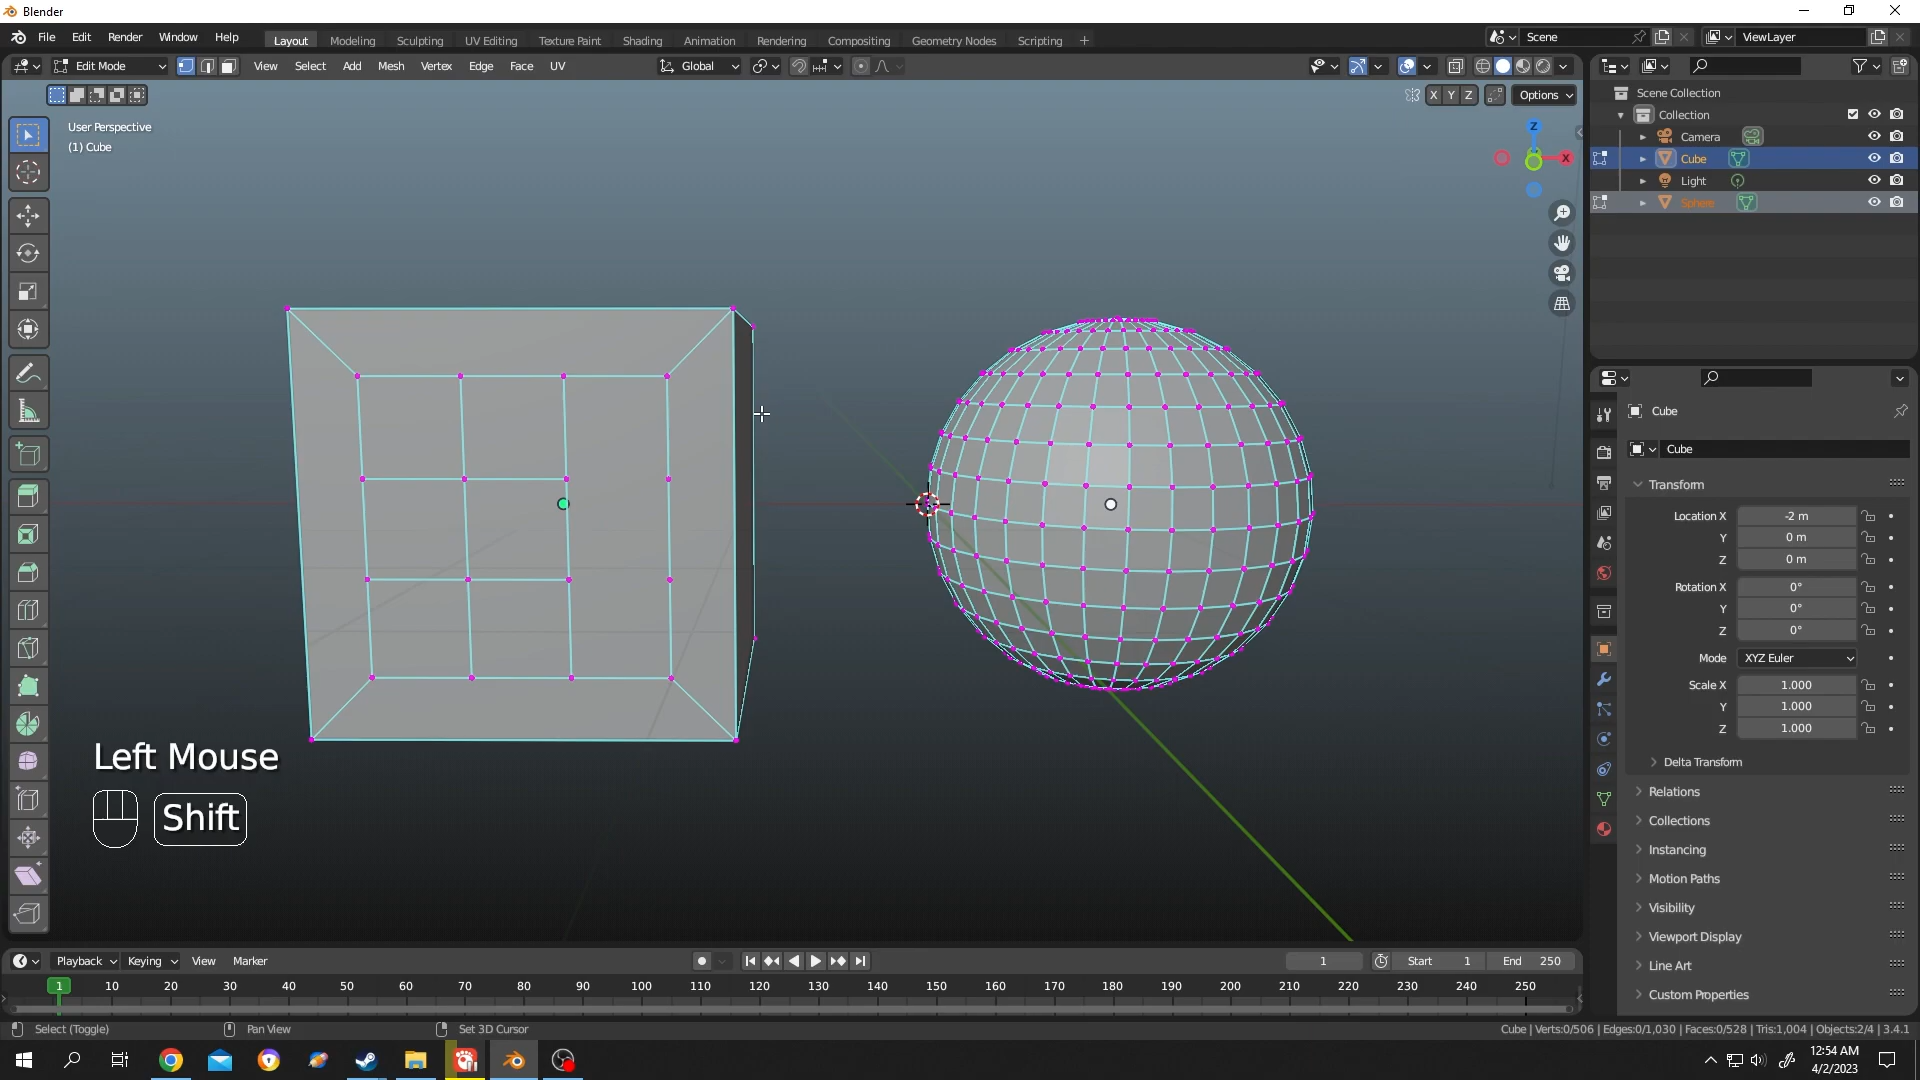 Blender
File Edit Render Window Help Layout Modeling Sculpting UV Editing Texture Paint Shading Animation Rendering Compositing Geometry Nodes Scripting + Scene ViewLayer
Edit Mode View Select Add Mesh Vertex Edge Face UV Global
X Y Z Options
User Perspective
(1) Cube
Z
X
Scene Collection
Collection
Camera
Cube
Light
Sphere
Cube
Cube
Transform
Location X -2 m
Y 0 m
Z 0 m
Rotation X 0°
Y 0°
Z 0°
Mode XYZ Euler
Scale X 1.000
Y 1.000
Z 1.000
Delta Transform
Relations
Collections
Instancing
Motion Paths
Visibility
Viewport Display
Line Art
Custom Properties
Left Mouse
Shift
Playback Keying View Marker 1 Start 1 End 250
1 10 20 30 40 50 60 70 80 90 100 110 120 130 140 150 160 170 180 190 200 210 220 230 240 250
Select (Toggle) Pan View Set 3D Cursor Cube | Verts:0/506 | Edges:0/1,030 | Faces:0/528 | Tris:1,004 | Objects:2/4 | 3.4.1
12:54 AM
4/2/2023